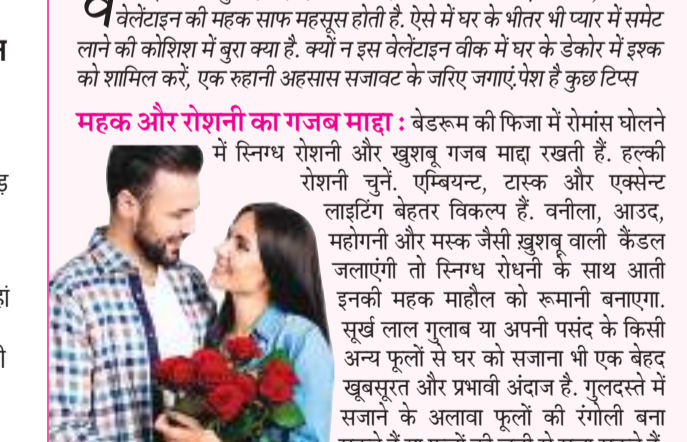 वेलेंटाइन की महक साफ महसूस होती है. ऐसे में घर के भीतर भी प्यार में समेट
लाने की कोशिश में बुरा क्या है. क्यों न इस वेलेंटाइन वीक में घर के डेकोर में इश्क
को शामिल करें, एक रुहानी अहसास सजावट के जरिए जगाएं.पेश है कुछ टिप्स
महक और रोशनी का गजब माद्दा : बेडरूम की फिजा में रोमांस घोलने
में स्निग्ध रोशनी और खुशबू गजब माद्दा रखती हैं. हल्की
रोशनी चुनें. एम्बियन्ट, टास्क और एक्सेन्ट
लाइटिंग बेहतर विकल्प हैं. वनीला, आउद,
महोगनी और मस्क जैसी ख़ुशबू वाली कैंडल
जलाएंगी तो स्निग्ध रोधनी के साथ आती
इनकी महक माहौल को रूमानी बनाएगा.
सूर्ख लाल गुलाब या अपनी पसंद के किसी
अन्य फूलों से घर को सजाना भी एक बेहद
खूबसूरत और प्रभावी अंदाज है. गुलदस्ते में
सजाने के अलावा फूलों की रंगोली बना